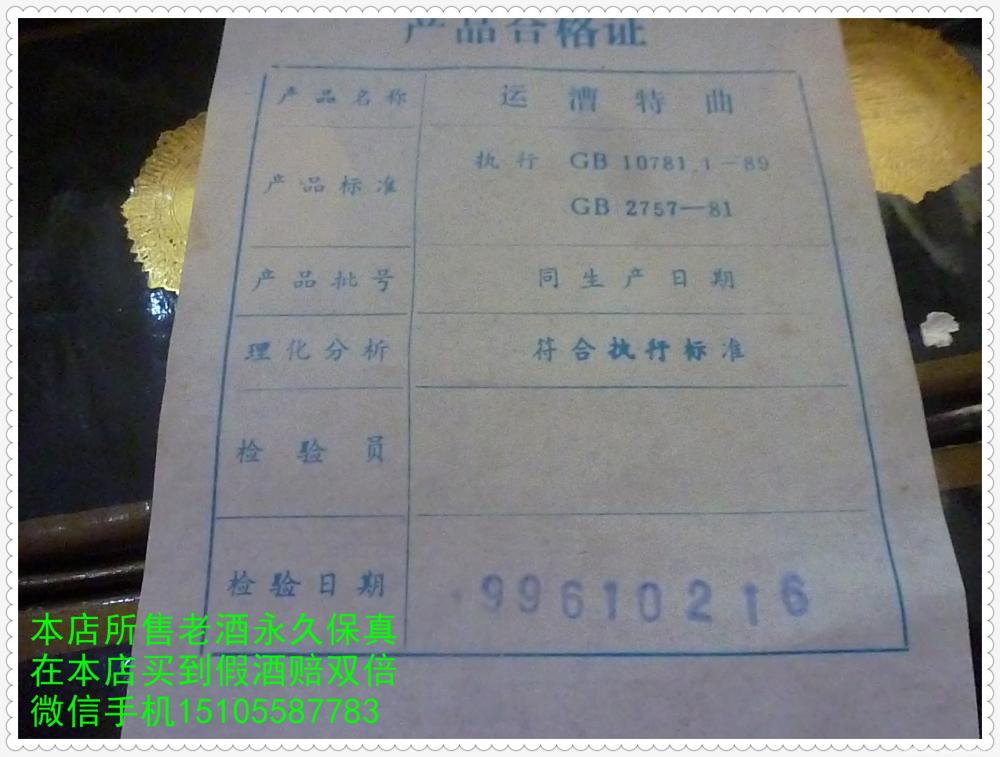 产品合格证
产品名称 运漕特曲
产品标准 执行 GB 10781.1-89
GB 2757-81
产品批号 同生产日期
理化分析 符合执行标准
检验员
检验日期 99610216
本店所售老酒永久保真
在本店买到假酒赔双倍
微信手机15105587783